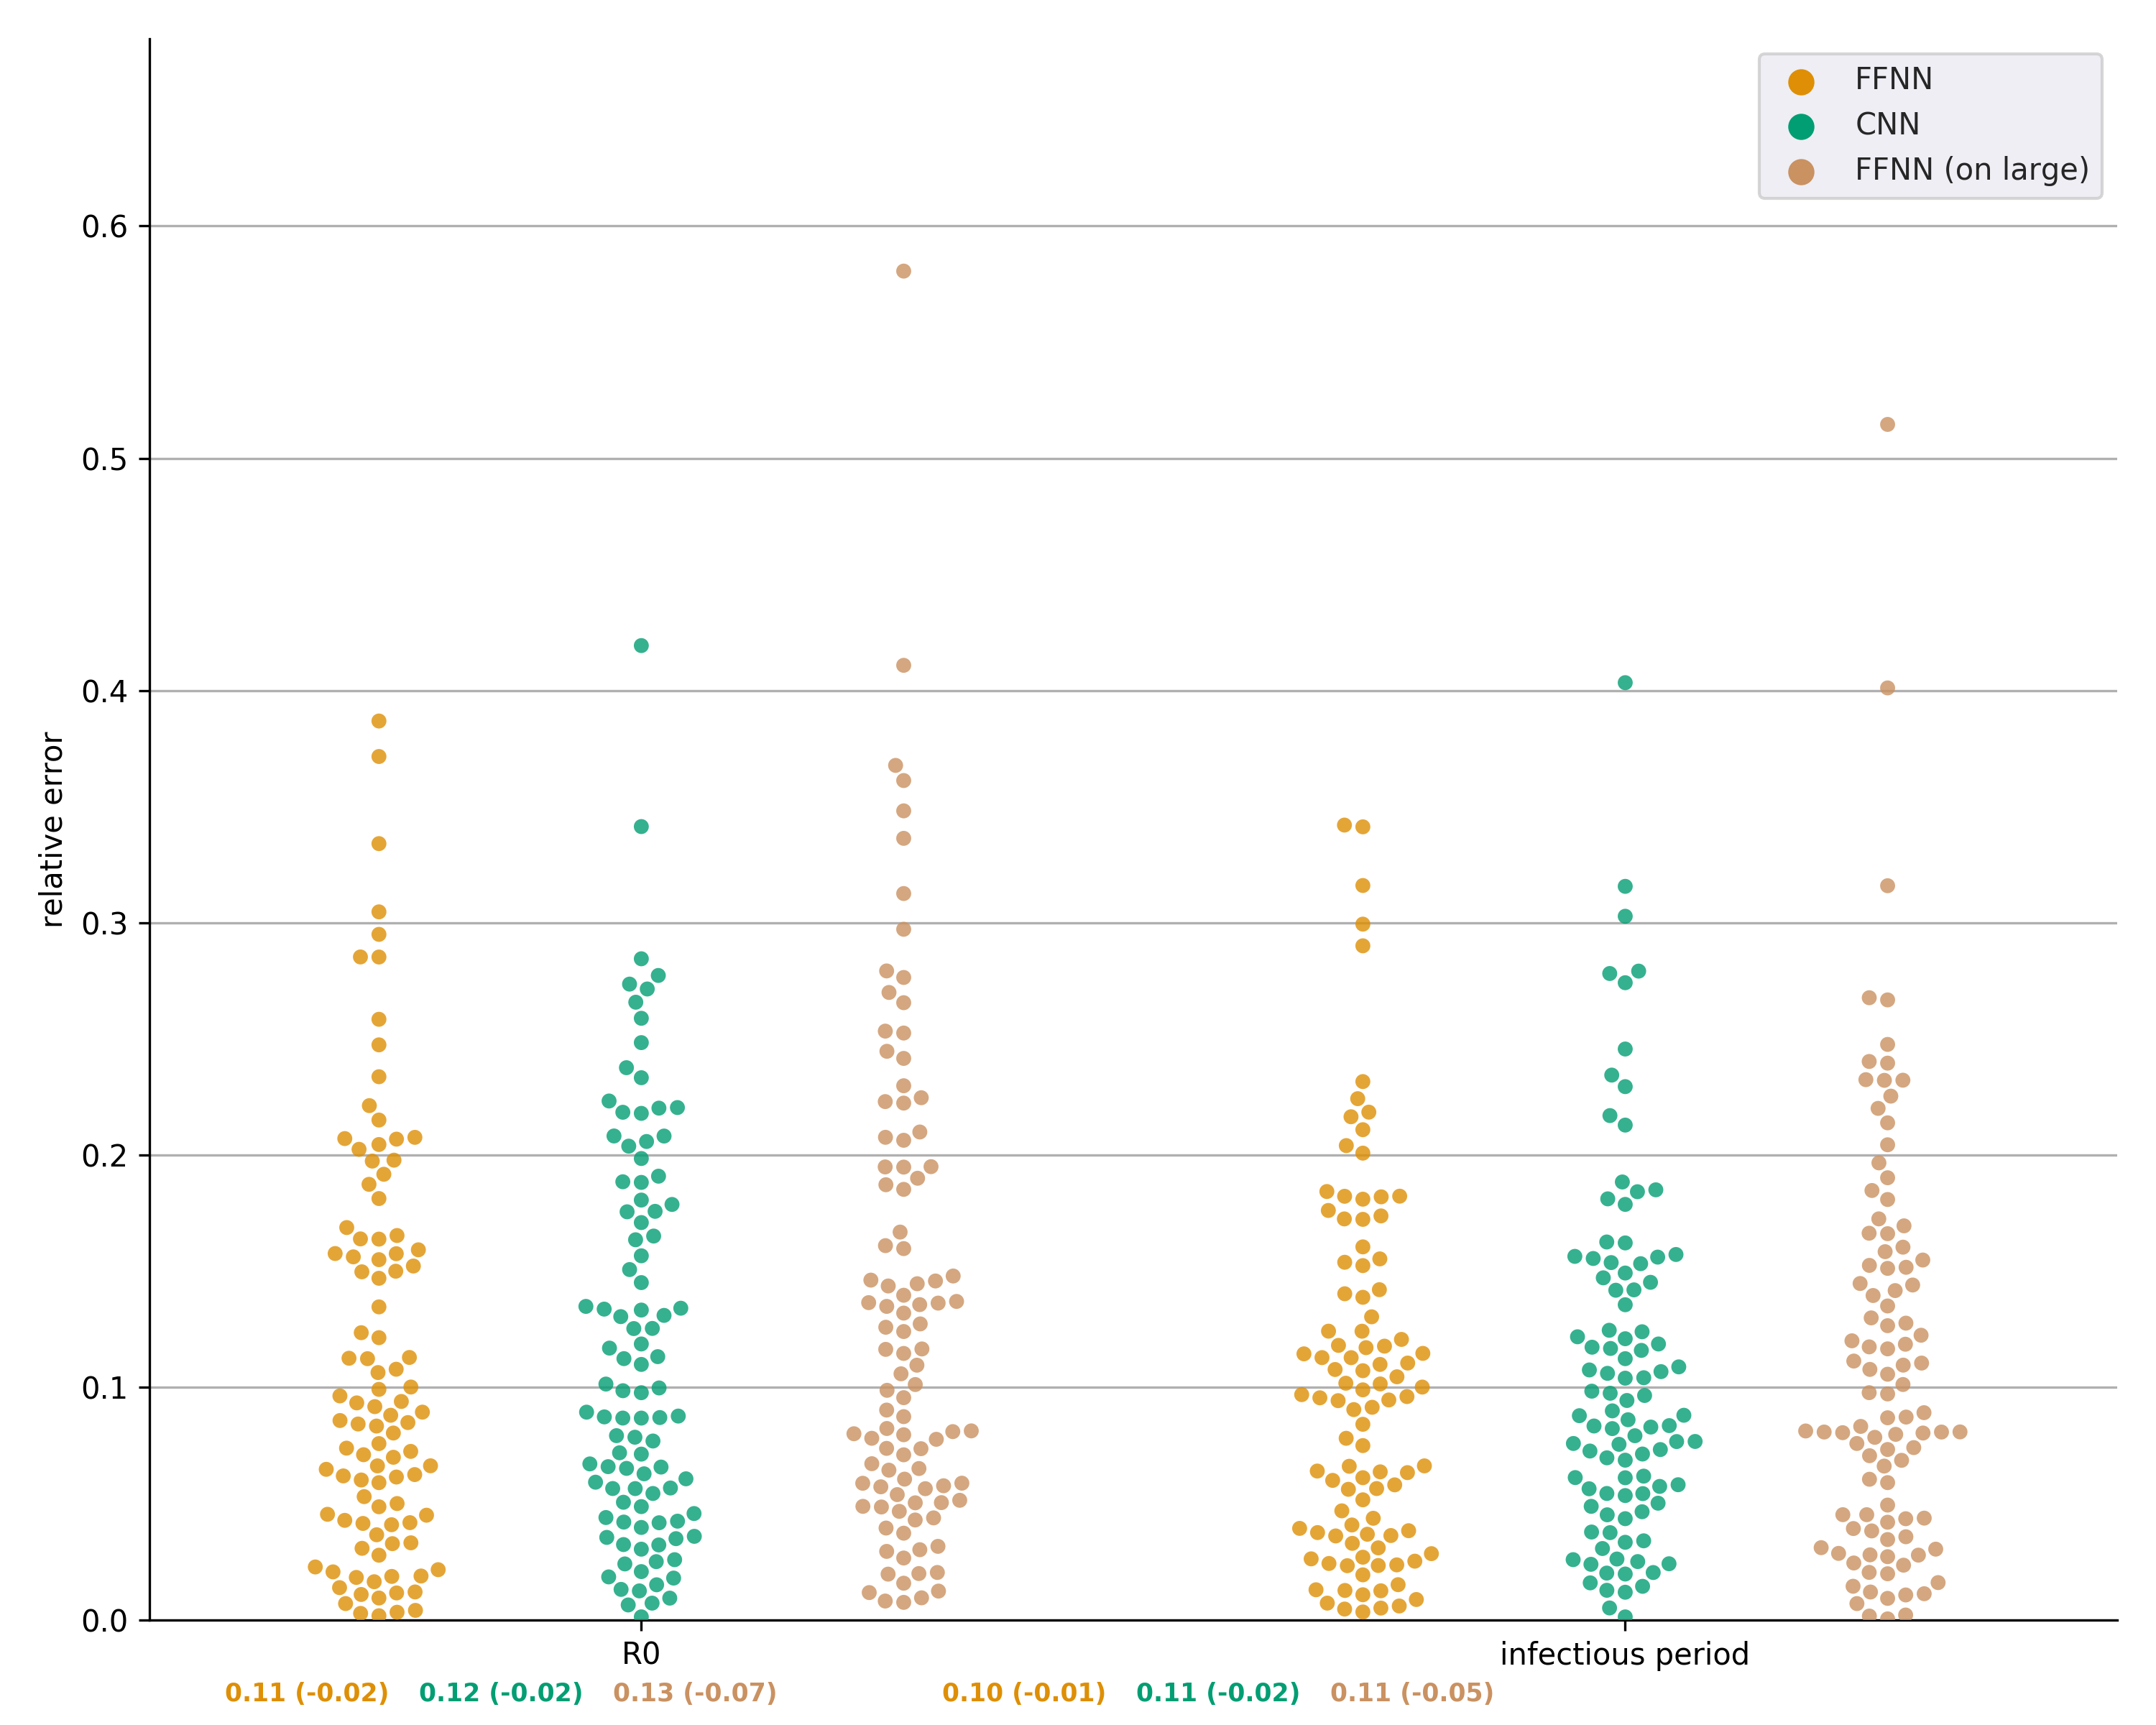 FFNN
CNN
FFNN (on large)
relative error
0.6
0.5
0.4
0.3
0.2
0.1
0.0
R0 infectious period
0.11 (-0.02) 0.12 (-0.02) 0.13 (-0.07) 0.10 (-0.01) 0.11 (-0.02) 0.11 (-0.05)